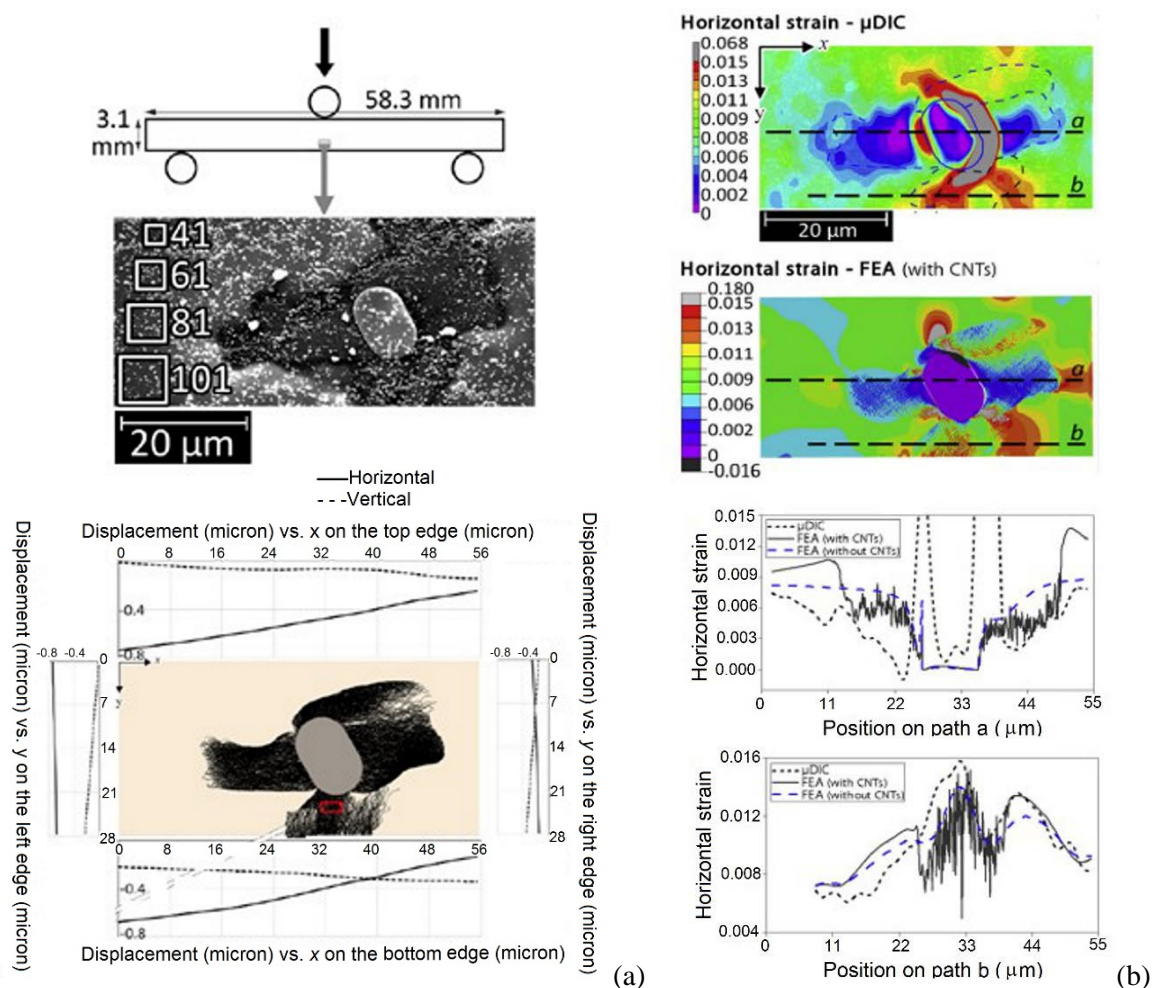 58.3 mm
3.1
mm
41
61
81
101
20 µm
Horizontal
Vertical
Displacement (micron) vs. x on the top edge (micron)
0 8 16 24 32 40 48 56
-0.4
-0.8
Displacement (micron) vs. y on the left edge (micron)
-0.8 -0.4
0
7
14
21
28
x
-0.8 -0.4
0
7
14
21
28
Displacement (micron) vs. y on the right edge (micron)
0 8 16 24 32 40 48 56
-0.4
-0.8
Displacement (micron) vs. x on the bottom edge (micron)
(a)
Horizontal strain - µDIC
0.068
0.015
0.013
0.011
0.009
0.006
0.004
0.002
0
x
y
a
b
20 µm
Horizontal strain - FEA (with CNTs)
0.180
0.015
0.013
0.011
0.009
0.006
0.004
0.002
0
-0.016
a
b
0.015
0.012
0.009
0.006
0.003
0.000
Horizontal strain
µDIC
FEA (with CNTs)
FEA (without CNTs)
0 11 22 33 44 55
Position on path a ( µm)
0.016
0.012
0.008
0.004
Horizontal strain
µDIC
FEA (with CNTs)
FEA (without CNTs)
0 11 22 33 44 55
Position on path b ( µm)
(b)